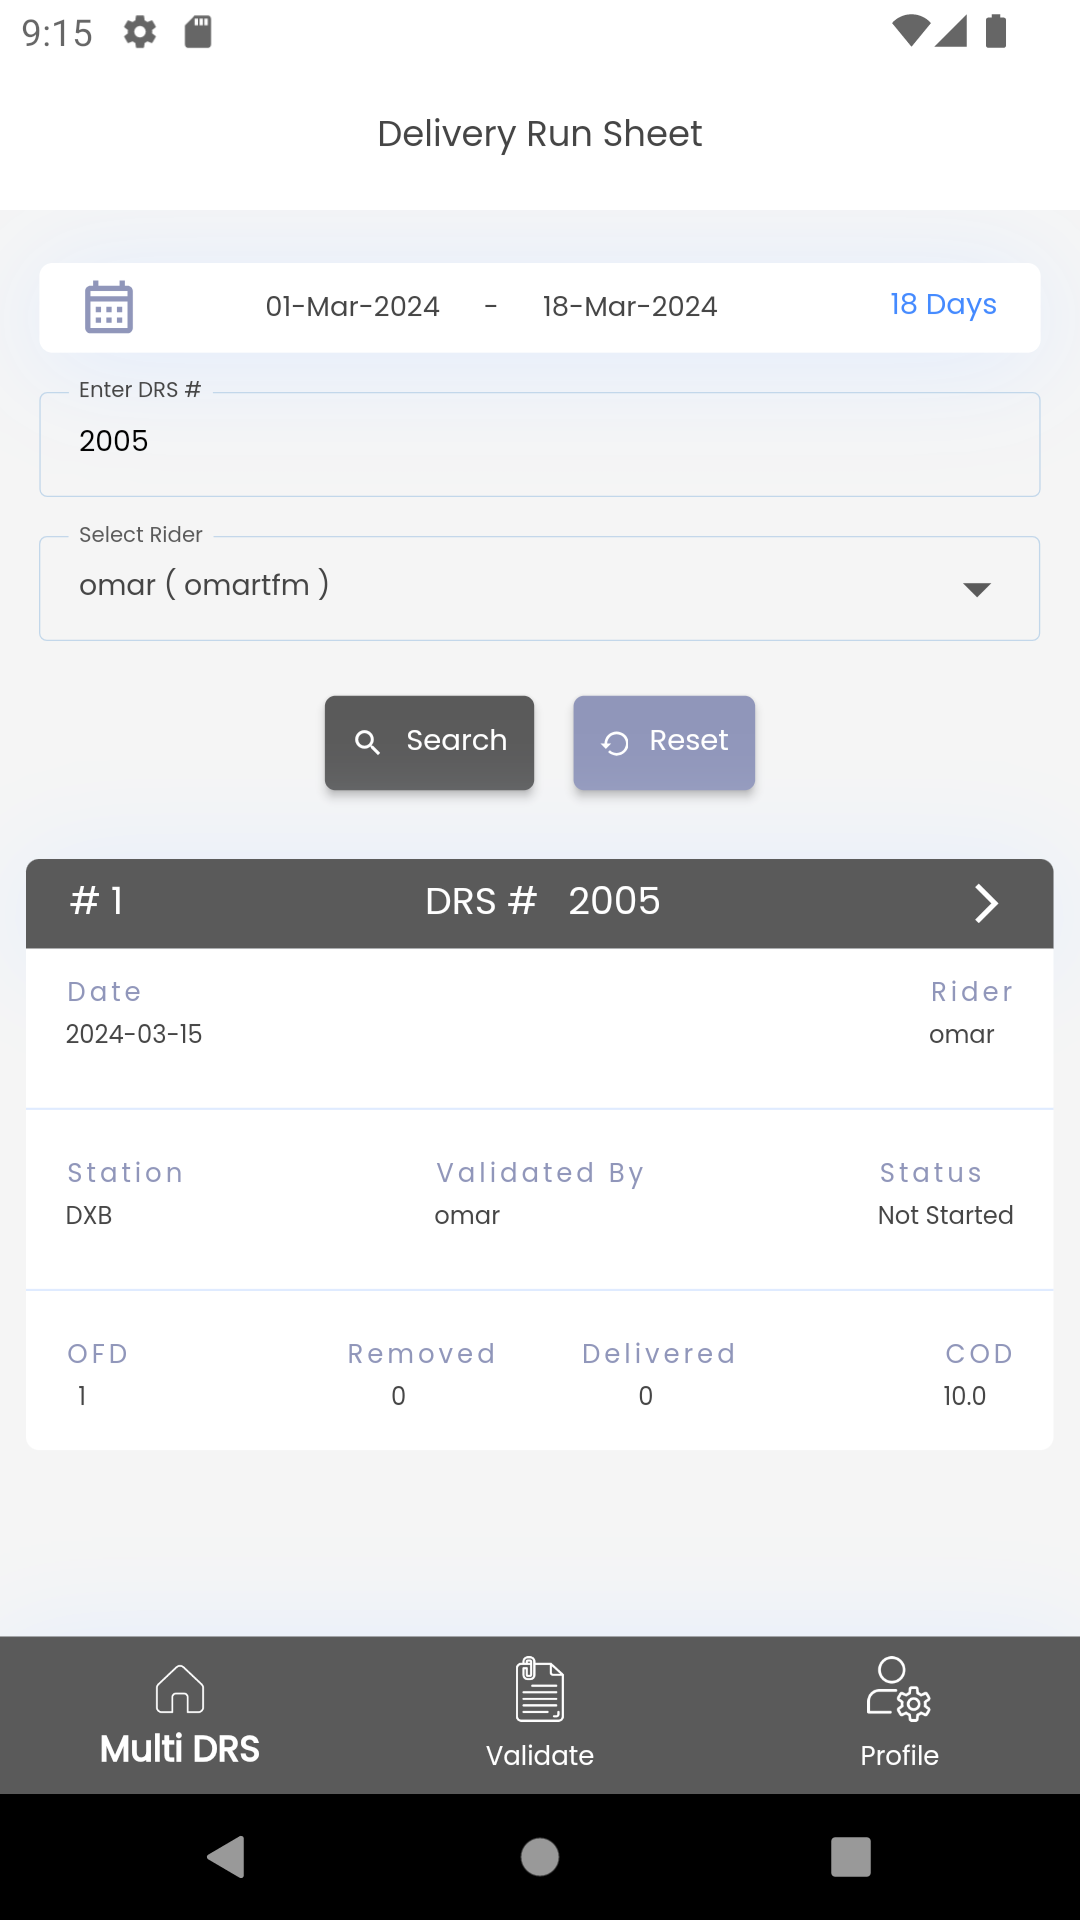 9:15
Delivery Run Sheet
01-Mar-2024 - 18-Mar-2024 18 Days
Enter DRS #
2005
Select Rider
omar ( omartfm )
Search Reset
# 1 DRS # 2005
Date Rider
2024-03-15 omar
Station Validated By Status
DXB omar Not Started
OFD Removed Delivered COD
1 0 0 10.0
Multi DRS Validate Profile